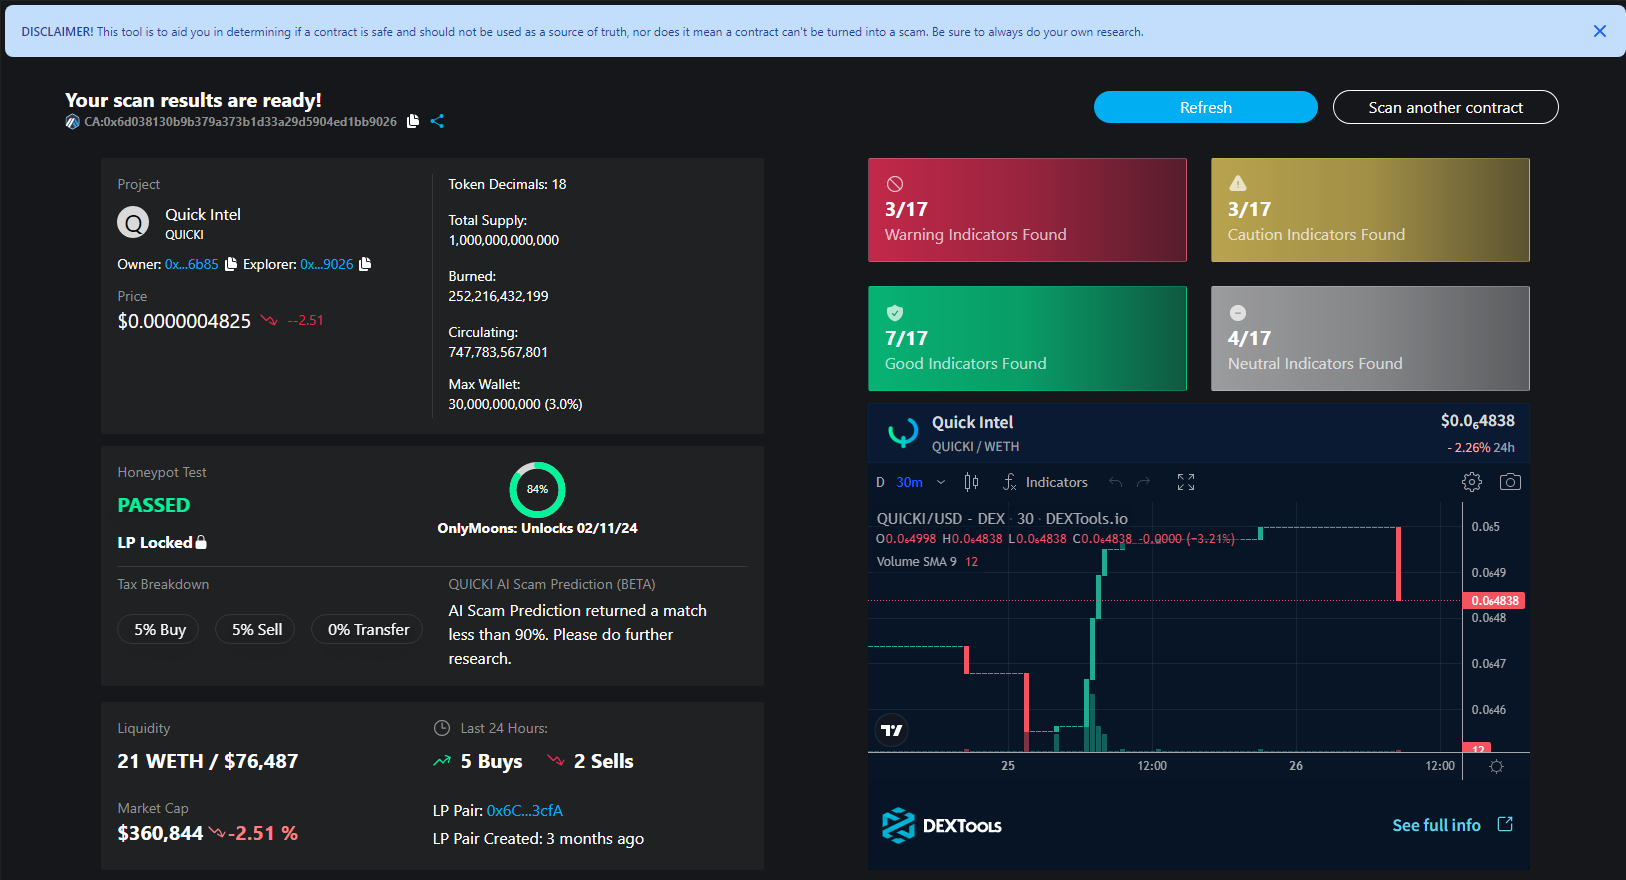 DISCLAIMER! This tool is to aid you in determining if a contract is safe and should not be used as a source of truth, nor does it mean a contract can't be turned into a scam. Be sure to always do your own research.
Your scan results are ready!
CA:0x6d038130b9b379a373b1d33a29d5904ed1bb9026
Refresh
Scan another contract
Project
Q
Quick Intel
QUICKI
Owner: 0x...6b85 Explorer: 0x...9026
Price
$0.0000004825 --2.51
Token Decimals: 18
Total Supply:
1,000,000,000,000
Burned:
252,216,432,199
Circulating:
747,783,567,801
Max Wallet:
30,000,000,000 (3.0%)
3/17
Warning Indicators Found
3/17
Caution Indicators Found
7/17
Good Indicators Found
4/17
Neutral Indicators Found
Honeypot Test
PASSED
LP Locked
84%
OnlyMoons: Unlocks 02/11/24
Tax Breakdown
5% Buy 5% Sell 0% Transfer
QUICKI AI Scam Prediction (BETA)
AI Scam Prediction returned a match
less than 90%. Please do further
research.
Liquidity
21 WETH / $76,487
Market Cap
$360,844 -2.51 %
Last 24 Hours:
5 Buys 2 Sells
LP Pair: 0x6C...3cfA
LP Pair Created: 3 months ago
Quick Intel
QUICKI / WETH
$0.0₆4838
- 2.26% 24h
D 30m Indicators
QUICKI/USD - DEX · 30 · DEXTools.io
O0.0₆4998 H0.0₆4838 L0.0₆4838 C0.0₆4838 -0.0000 (−3.21%)
Volume SMA 9 12
0.0₆5
0.0₆49
0.0₆4838
0.0₆48
0.0₆47
0.0₆46
12
25 12:00 26 12:00
DEXTools
See full info